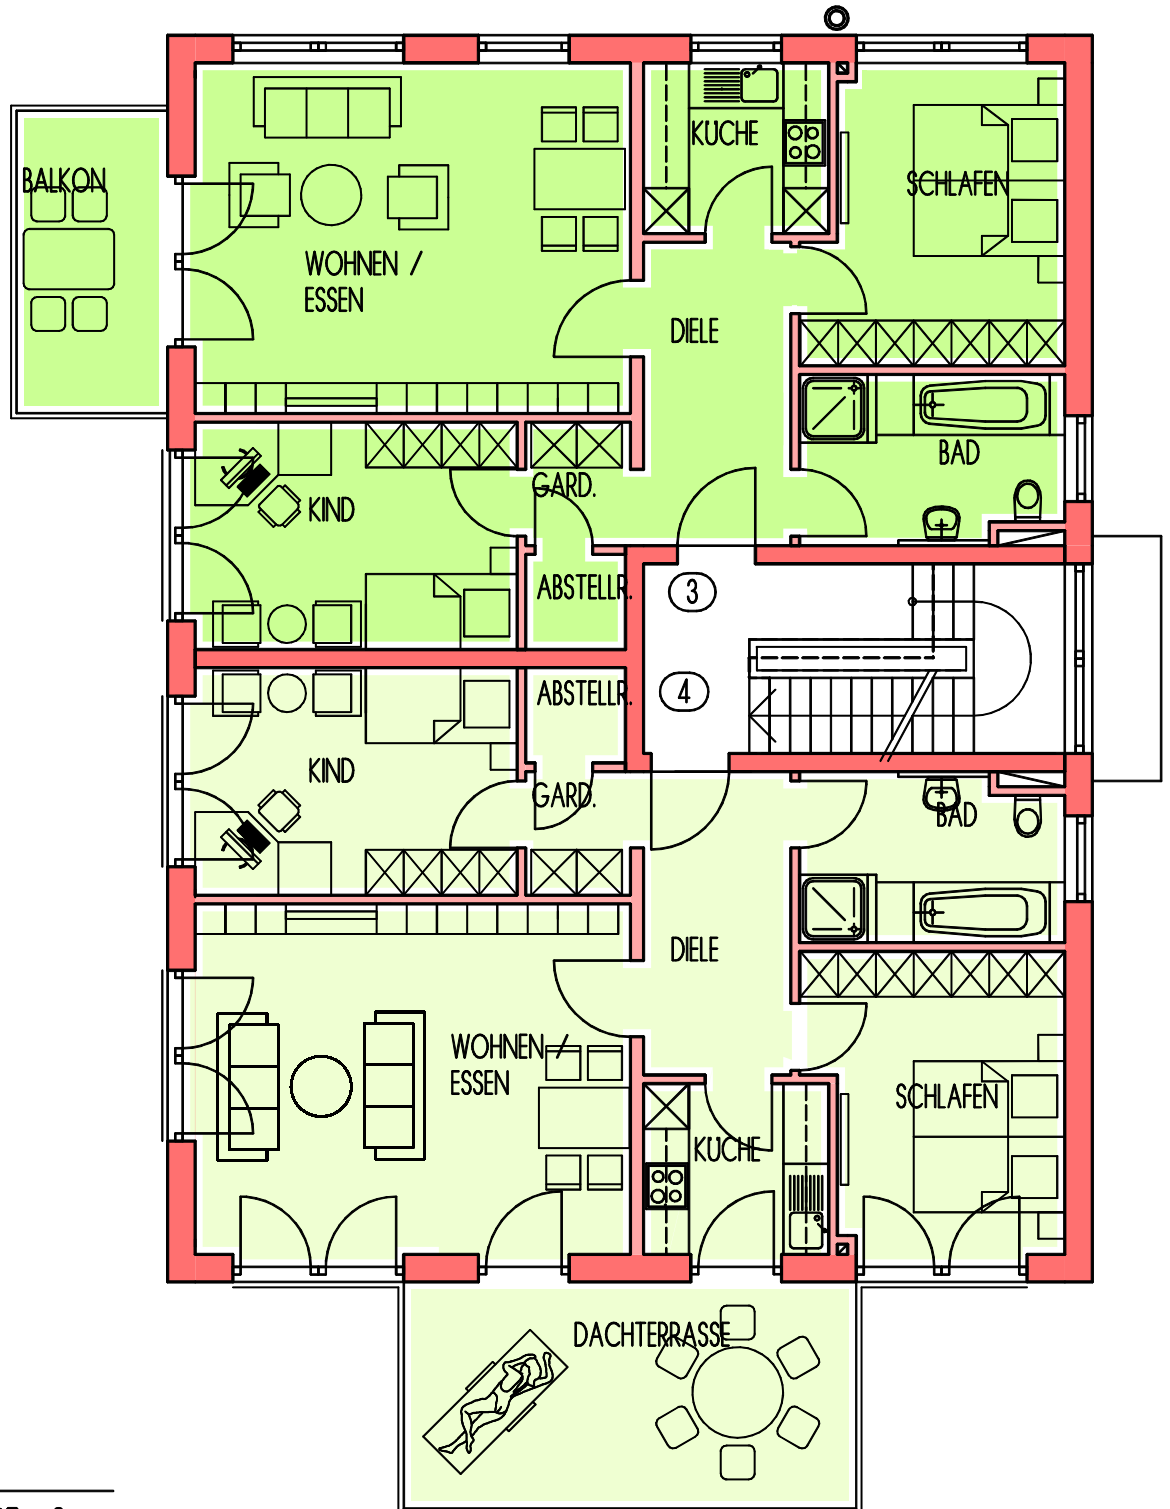 KÜCHE
BALKON
SCHLAFEN
WOHNEN /
ESSEN
DIELE
BAD
GARD.
KIND
ABSTELLR.
3
4
ABSTELLR.
KIND
GARD.
BAD
DIELE
WOHNEN /
ESSEN
SCHLAFEN
KÜCHE
DACHTERRASSE